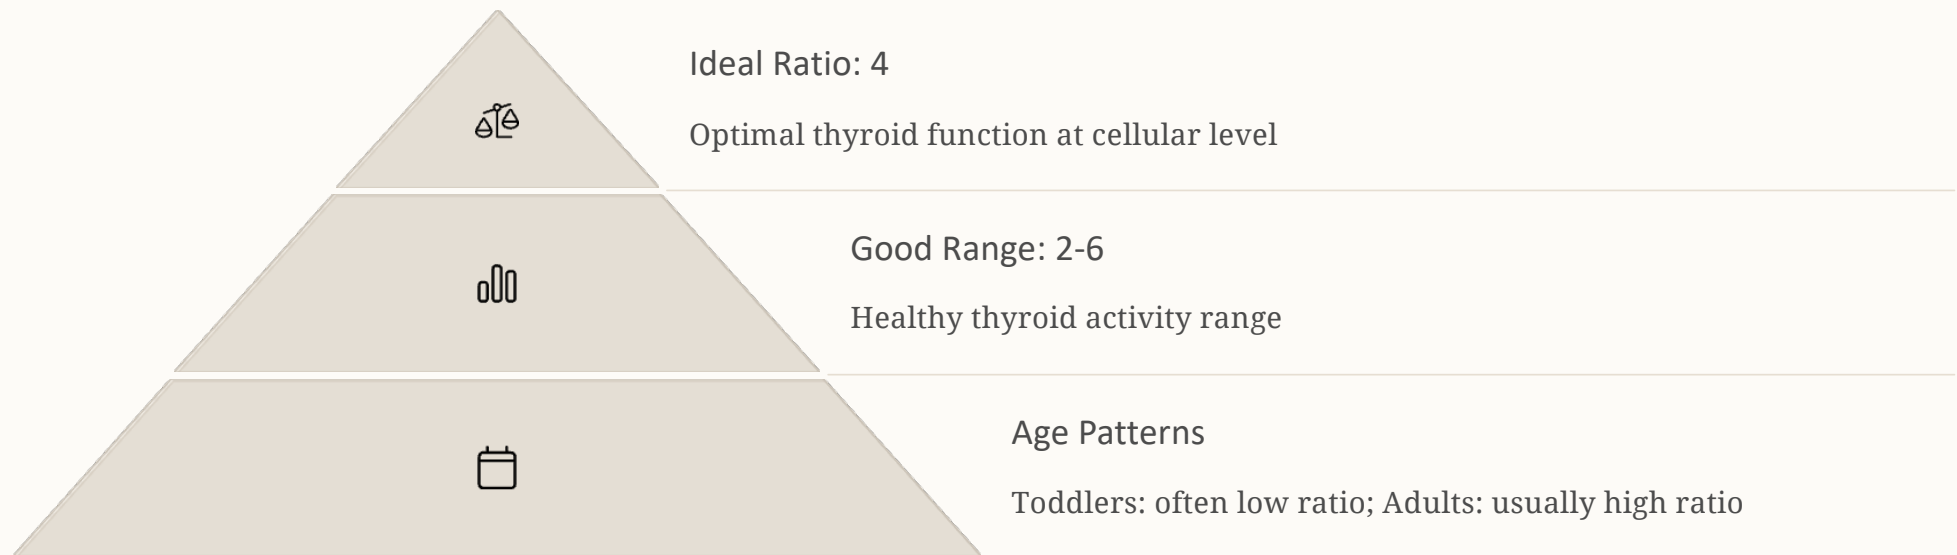 Ideal Ratio: 4
Optimal thyroid function at cellular level
Good Range: 2-6
Healthy thyroid activity range
Age Patterns
Toddlers: often low ratio; Adults: usually high ratio